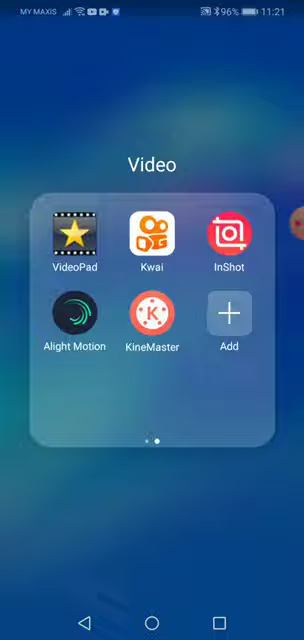 MY MAXIS 96% 11:21
Video
VideoPad Kwai InShot
K
Alight Motion KineMaster Add